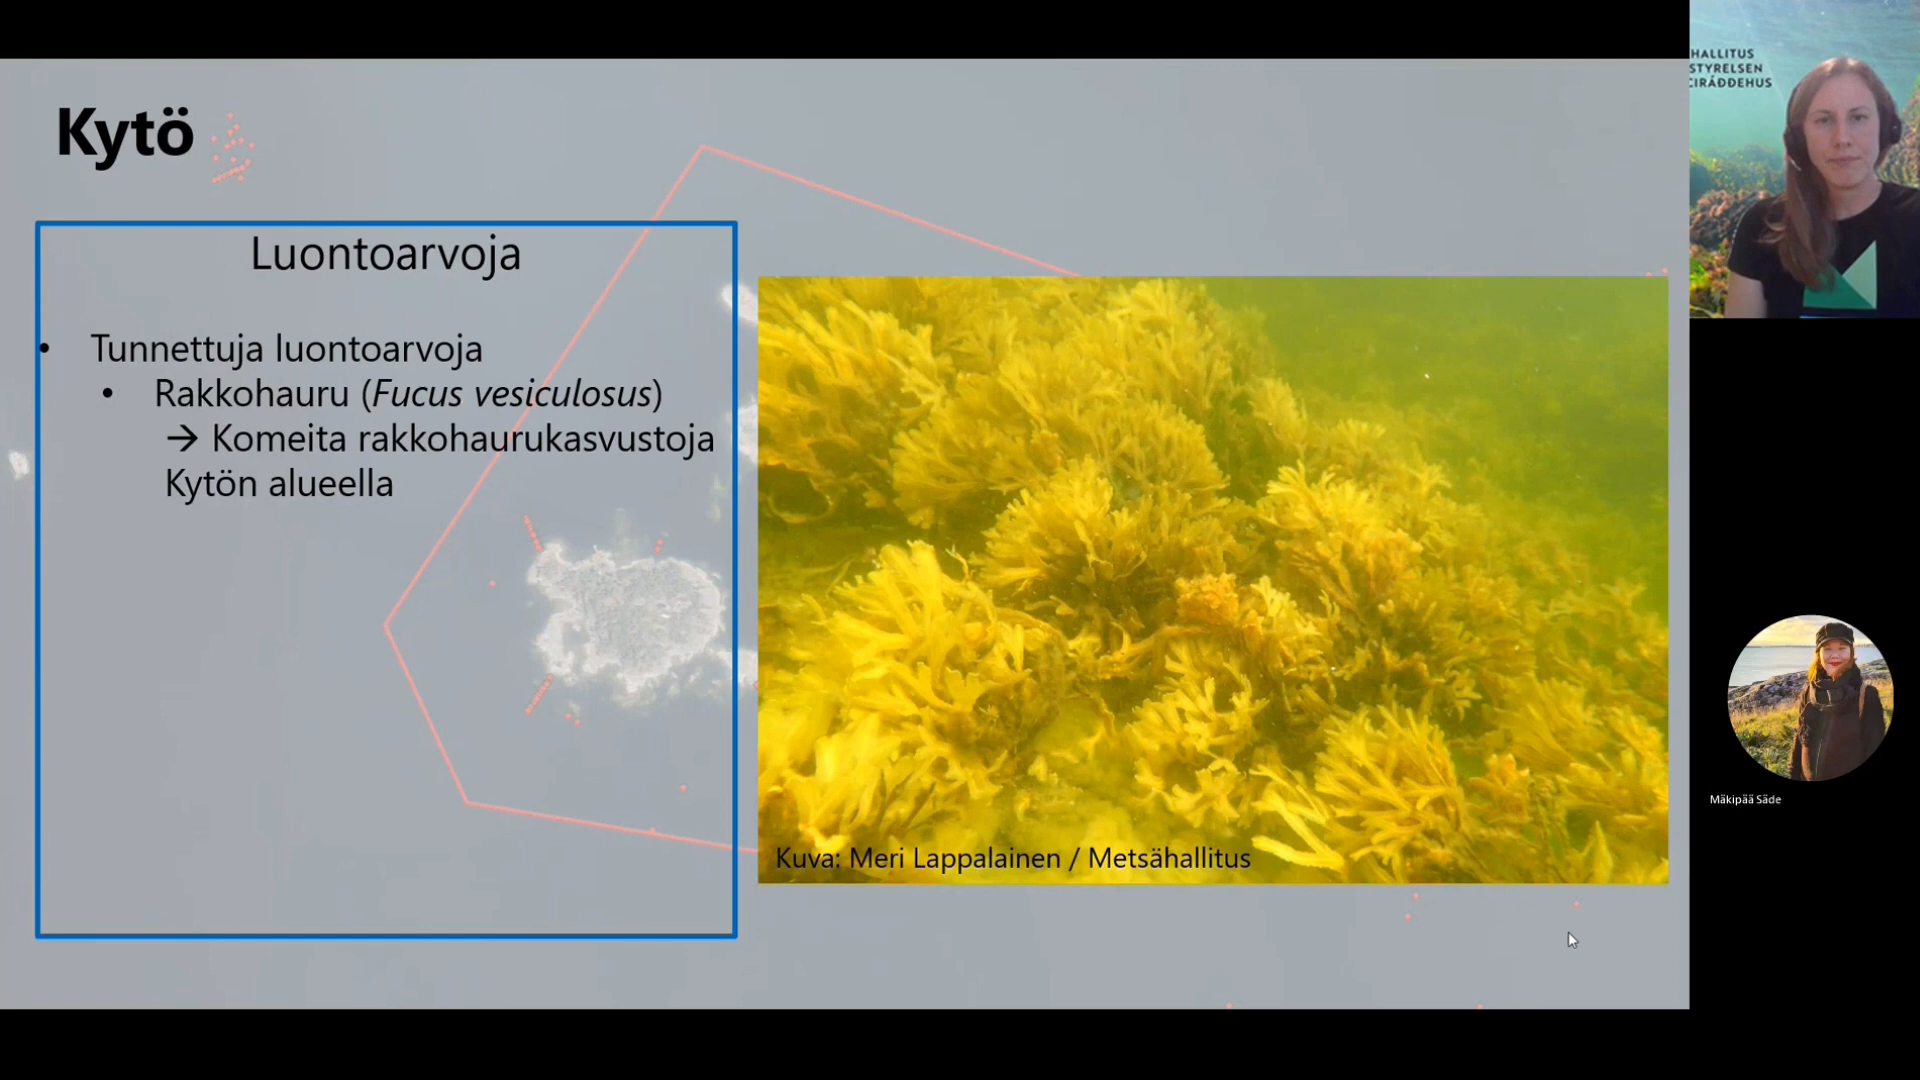 Kytö
Luontoarvoja
• Tunnettuja luontoarvoja
• Rakkohauru (Fucus vesiculosus)
→ Komeita rakkohaurukasvustoja
Kytön alueella
Kuva: Meri Lappalainen / Metsähallitus
HALLITUS
STYRELSEN
CIRÁĐĐEHUS
Mäkipää Säde